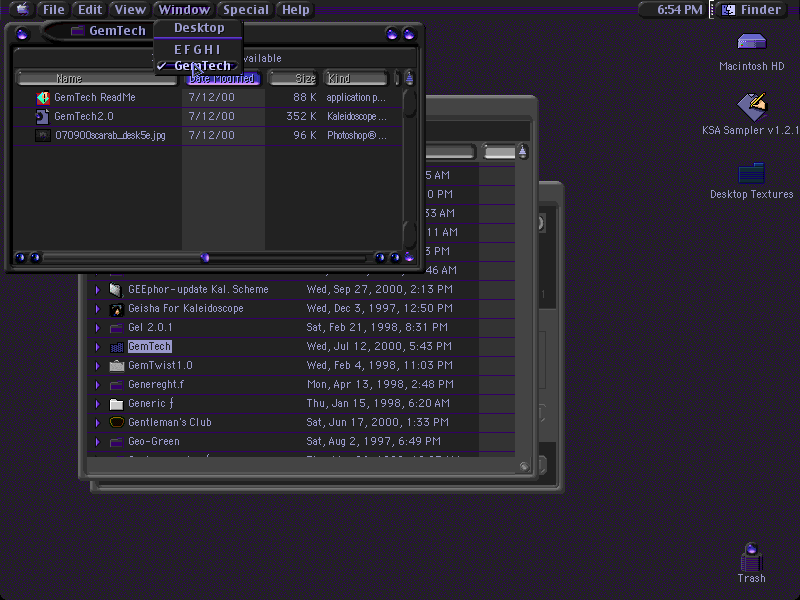 File Edit View Window Special Help 6:54 PM Finder
GemTech
Desktop
E F G H I
✓ GemTech
available
Name Date Modified Size Kind
GemTech ReadMe 7/12/00 88 K application p...
GemTech2.0 7/12/00 352 K Kaleidoscope ...
070900scarab_desk5e.jpg 7/12/00 96 K Photoshop® ...
5 AM
0 PM
33 AM
11 AM
3 PM
46 AM
GEEphor-update Kal. Scheme Wed, Sep 27, 2000, 2:13 PM
Geisha For Kaleidoscope Wed, Dec 3, 1997, 12:50 PM
Gel 2.0.1 Sat, Feb 21, 1998, 8:31 PM
GemTech Wed, Jul 12, 2000, 5:43 PM
GemTwist1.0 Wed, Feb 4, 1998, 11:03 PM
Genereght.f Mon, Apr 13, 1998, 2:48 PM
Generic ƒ Thu, Jan 15, 1998, 6:20 AM
Gentleman's Club Sat, Jun 17, 2000, 1:33 PM
Geo-Green Sat, Aug 2, 1997, 6:49 PM
Macintosh HD
KSA Sampler v1.2.1
Desktop Textures
Trash